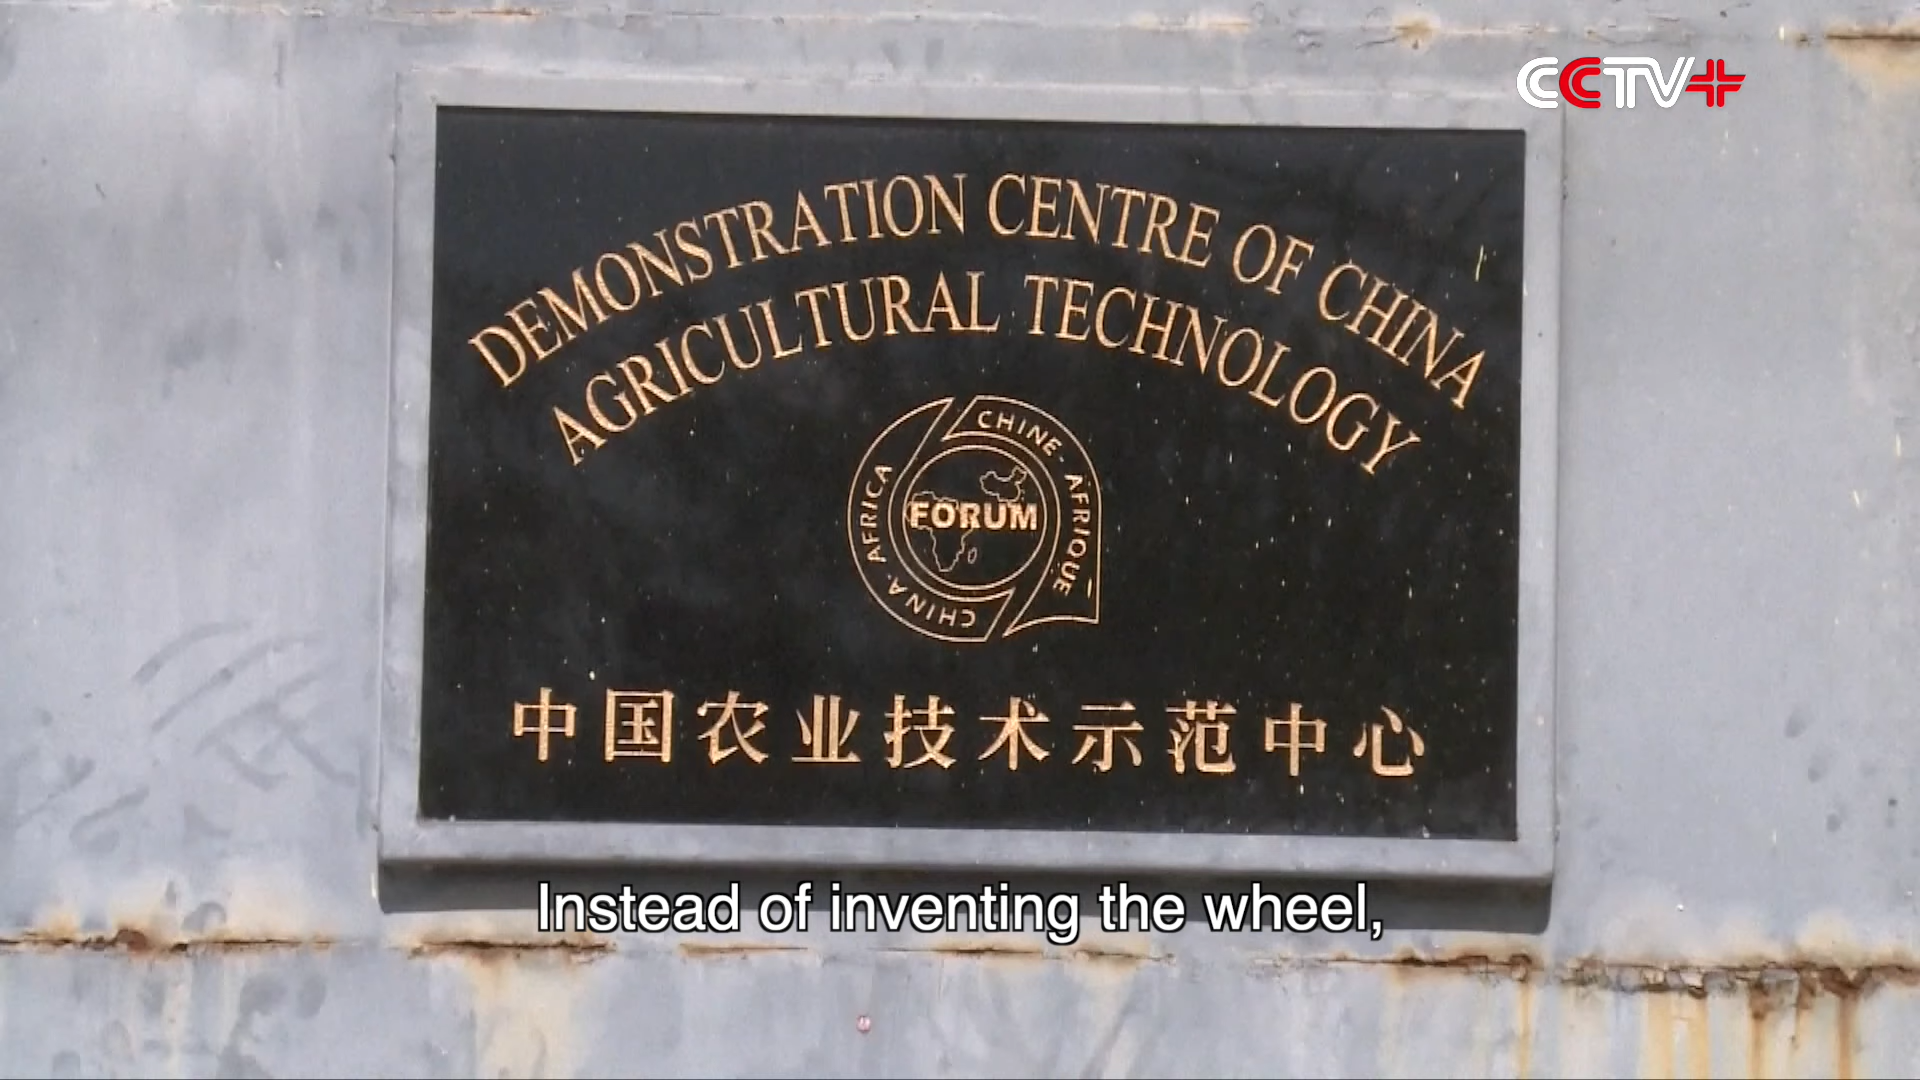 CCTV+
DEMONSTRATION CENTRE OF CHINA
AGRICULTURAL TECHNOLOGY
CHINE-AFRIQUE
FORUM
CHINA AFRICA
中国农业技术示范中心
Instead of inventing the wheel,